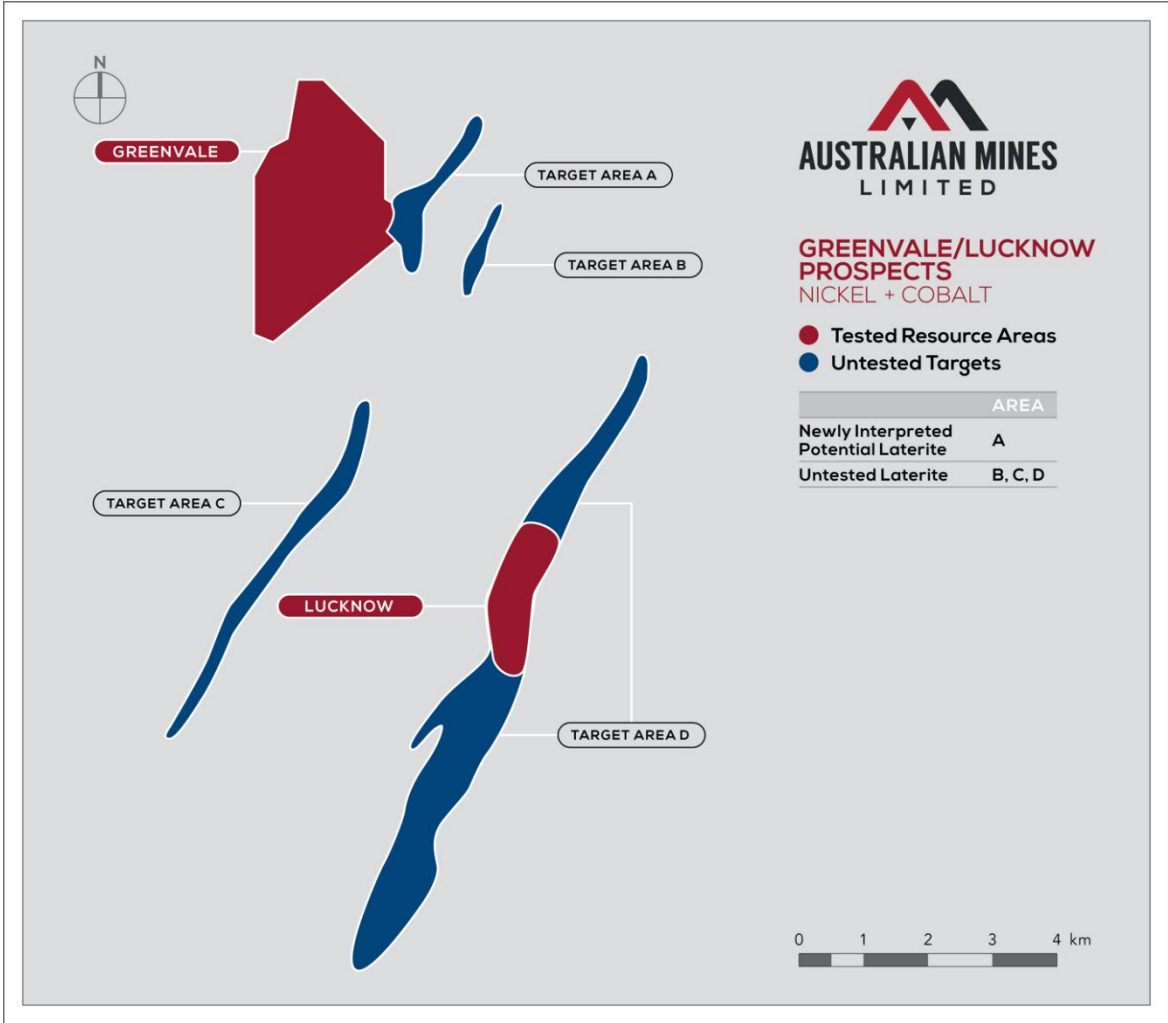 N
GREENVALE
TARGET AREA A
TARGET AREA B
TARGET AREA C
LUCKNOW
TARGET AREA D
AUSTRALIAN MINES
LIMITED
GREENVALE/LUCKNOW
PROSPECTS
NICKEL + COBALT
Tested Resource Areas
Untested Targets
AREA
Newly Interpreted
Potential Laterite A
Untested Laterite B, C, D
0 1 2 3 4 km